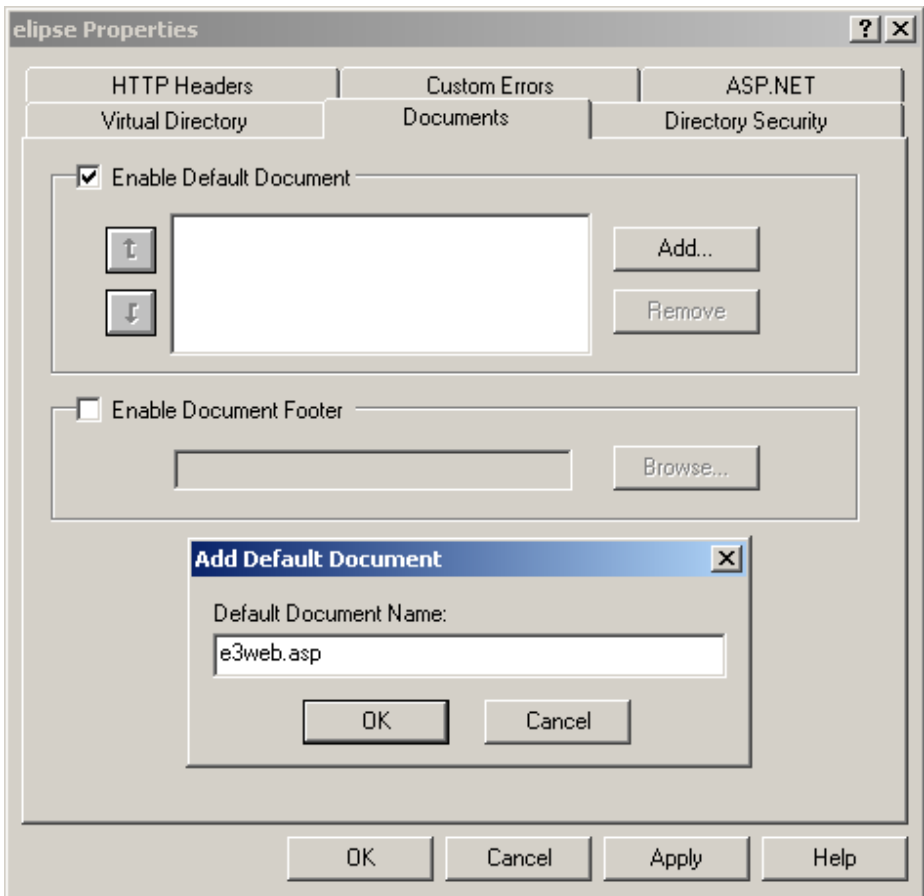 elipse Properties
HTTP Headers Custom Errors ASP.NET
Virtual Directory Documents Directory Security
Enable Default Document
Add...
Remove
Enable Document Footer
Browse...
Add Default Document
Default Document Name:
e3web.asp
OK Cancel
OK Cancel Apply Help